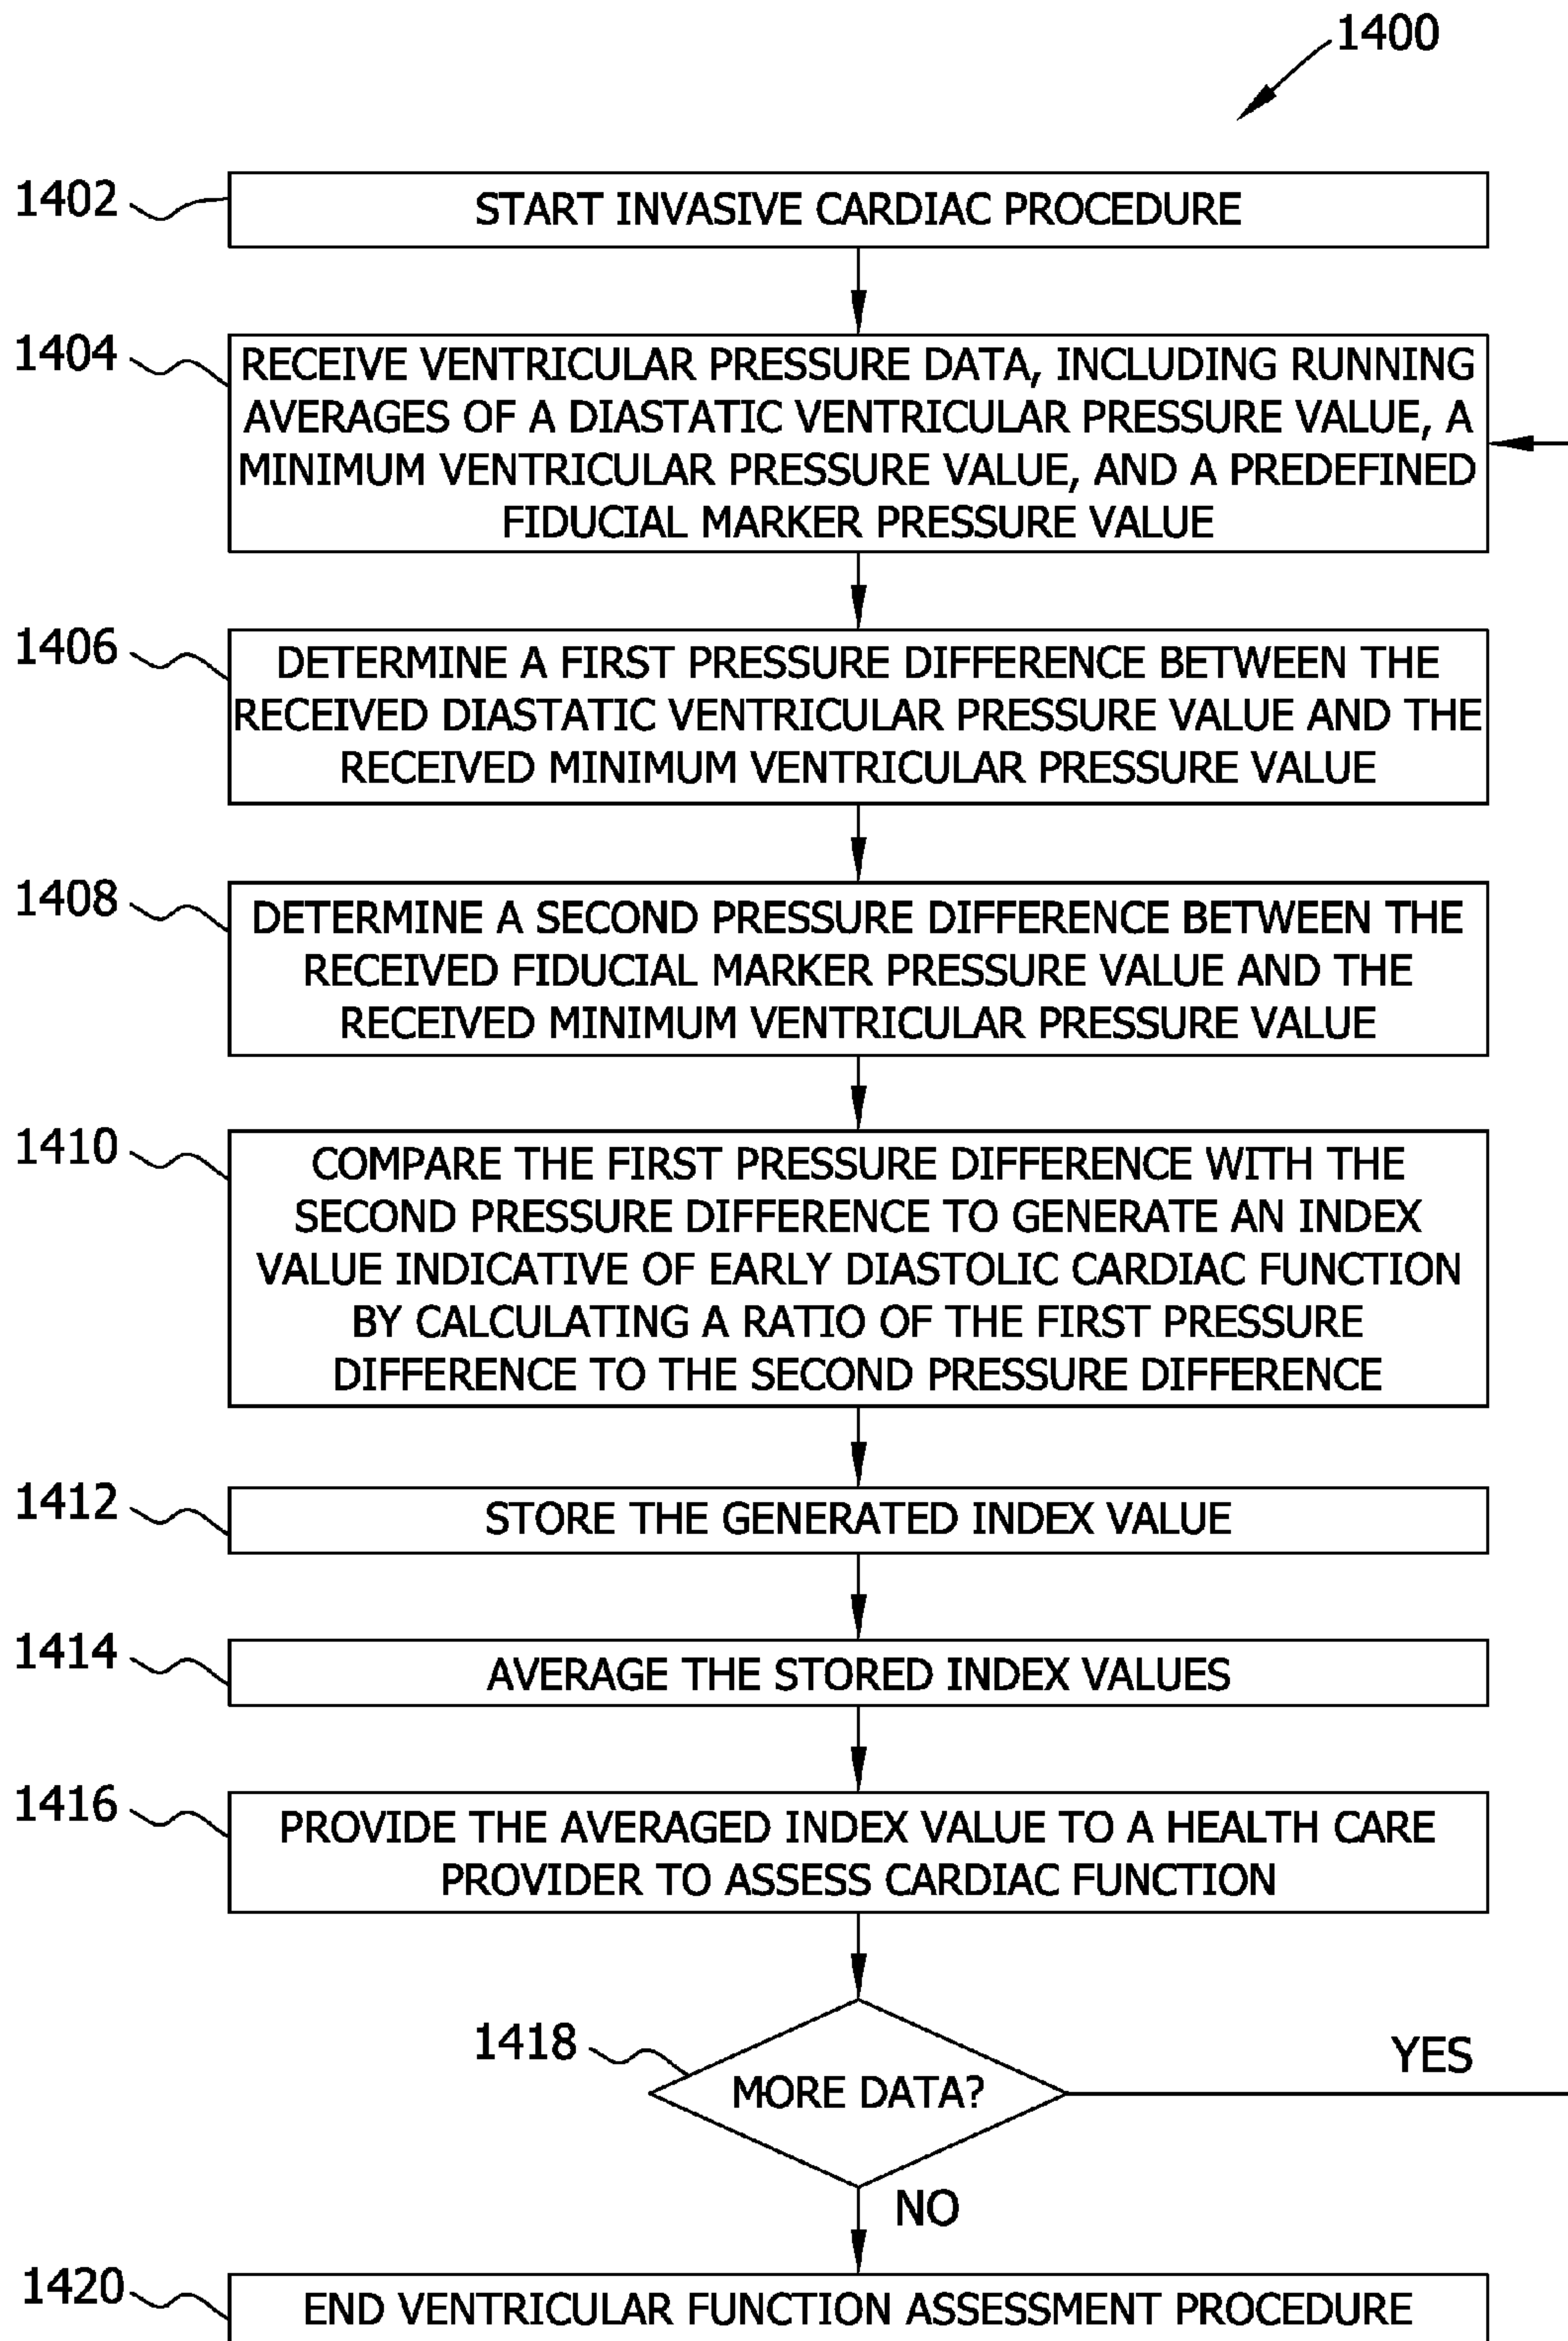 1400
1402
START INVASIVE CARDIAC PROCEDURE
1404
RECEIVE VENTRICULAR PRESSURE DATA, INCLUDING RUNNING
AVERAGES OF A DIASTATIC VENTRICULAR PRESSURE VALUE, A
MINIMUM VENTRICULAR PRESSURE VALUE, AND A PREDEFINED
FIDUCIAL MARKER PRESSURE VALUE
1406
DETERMINE A FIRST PRESSURE DIFFERENCE BETWEEN THE
RECEIVED DIASTATIC VENTRICULAR PRESSURE VALUE AND THE
RECEIVED MINIMUM VENTRICULAR PRESSURE VALUE
1408
DETERMINE A SECOND PRESSURE DIFFERENCE BETWEEN THE
RECEIVED FIDUCIAL MARKER PRESSURE VALUE AND THE
RECEIVED MINIMUM VENTRICULAR PRESSURE VALUE
1410
COMPARE THE FIRST PRESSURE DIFFERENCE WITH THE
SECOND PRESSURE DIFFERENCE TO GENERATE AN INDEX
VALUE INDICATIVE OF EARLY DIASTOLIC CARDIAC FUNCTION
BY CALCULATING A RATIO OF THE FIRST PRESSURE
DIFFERENCE TO THE SECOND PRESSURE DIFFERENCE
1412
STORE THE GENERATED INDEX VALUE
1414
AVERAGE THE STORED INDEX VALUES
1416
PROVIDE THE AVERAGED INDEX VALUE TO A HEALTH CARE
PROVIDER TO ASSESS CARDIAC FUNCTION
1418
MORE DATA?
YES
NO
1420
END VENTRICULAR FUNCTION ASSESSMENT PROCEDURE